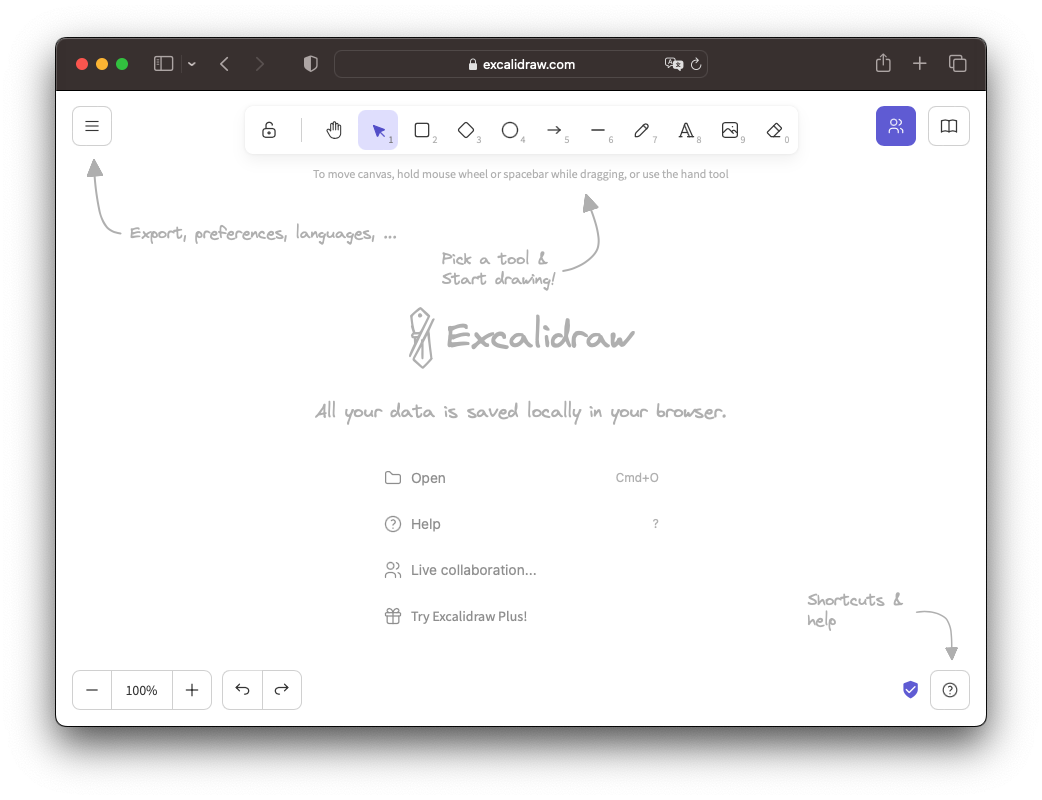 excalidraw.com
1
2
3
4
5
6
7
8
9
0
To move canvas, hold mouse wheel or spacebar while dragging, or use the hand tool
Export, preferences, languages, ...
Pick a tool &
Start drawing!
Excalidraw
All your data is saved locally in your browser.
Open Cmd+O
Help ?
Live collaboration...
Try Excalidraw Plus!
Shortcuts &
help
100%